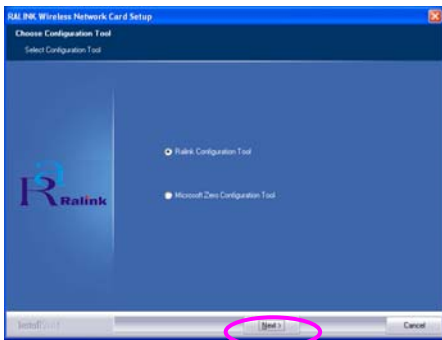 RALINK Wireless Network Card Setup
Choose Configuration Tool
Select Configuration Tool
Ralink Configuration Tool
Microsoft Zero Configuration Tool
Ralink
InstallShield
Next >
Cancel